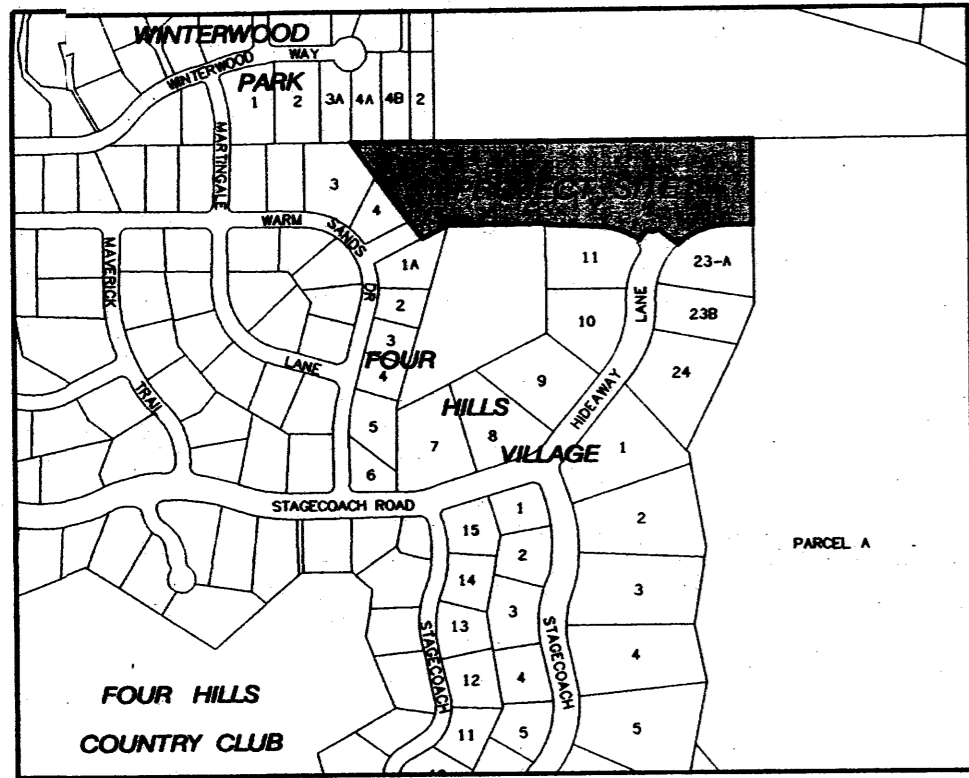 WINTERWOOD
WINTERWOOD WAY
PARK
1 2 3A 4A 4B 2
MARTINGALE
3
4
WARM SANDS DR
MAVERICK
TRAIL
1A
2
3
4
5
6
LANE
FOUR
HILLS
VILLAGE
11
10
9
8
7
HIDEAWAY LANE
23-A
23B
24
1
2
3
4
5
STAGECOACH ROAD
15
14
13
12
11
1
2
3
4
5
STAGECOACH
STAGECOACH
PARCEL A
FOUR HILLS
COUNTRY CLUB